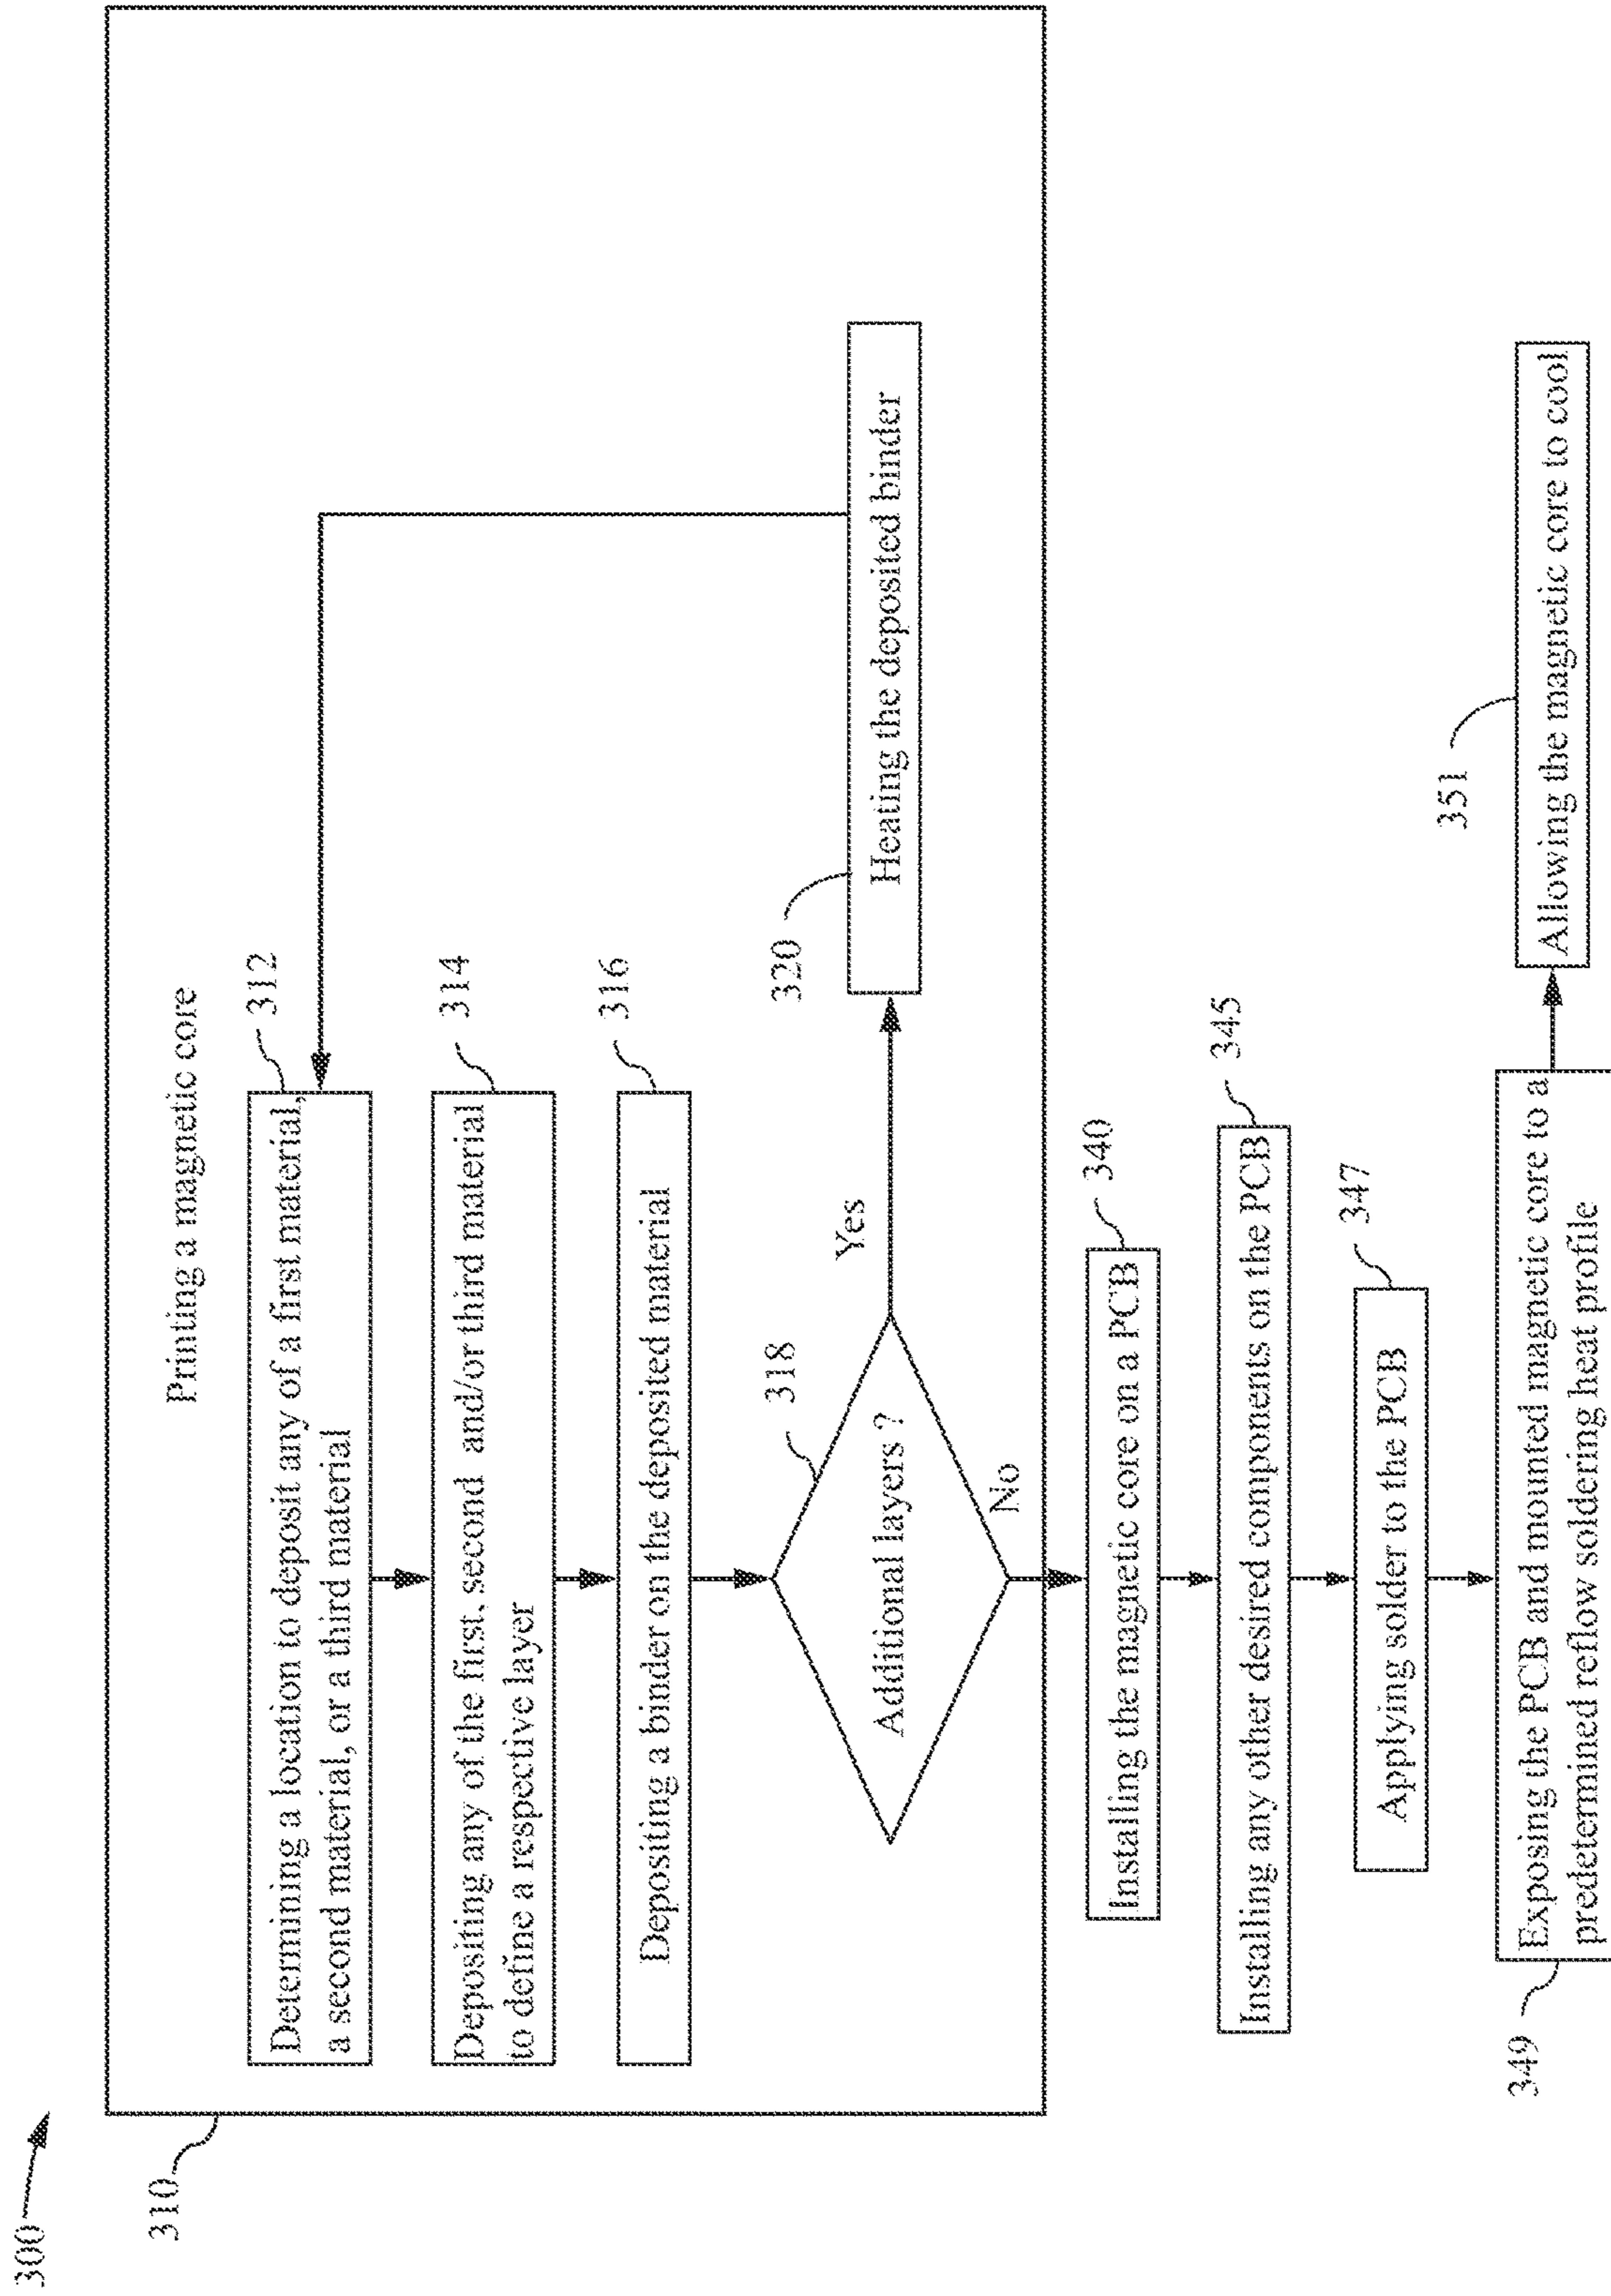 300
310
Printing a magnetic core
312
Determining a location to deposit any of a first material,
a second material, or a third material
314
Depositing any of the first, second and/or third material
to define a respective layer
316
Depositing a binder on the deposited material
318
Additional layers ?
Yes
320
Heating the deposited binder
No
340
Installing the magnetic core on a PCB
345
Installing any other desired components on the PCB
347
Applying solder to the PCB
349
Exposing the PCB and mounted magnetic core to a
predetermined reflow soldering heat profile
351
Allowing the magnetic core to cool